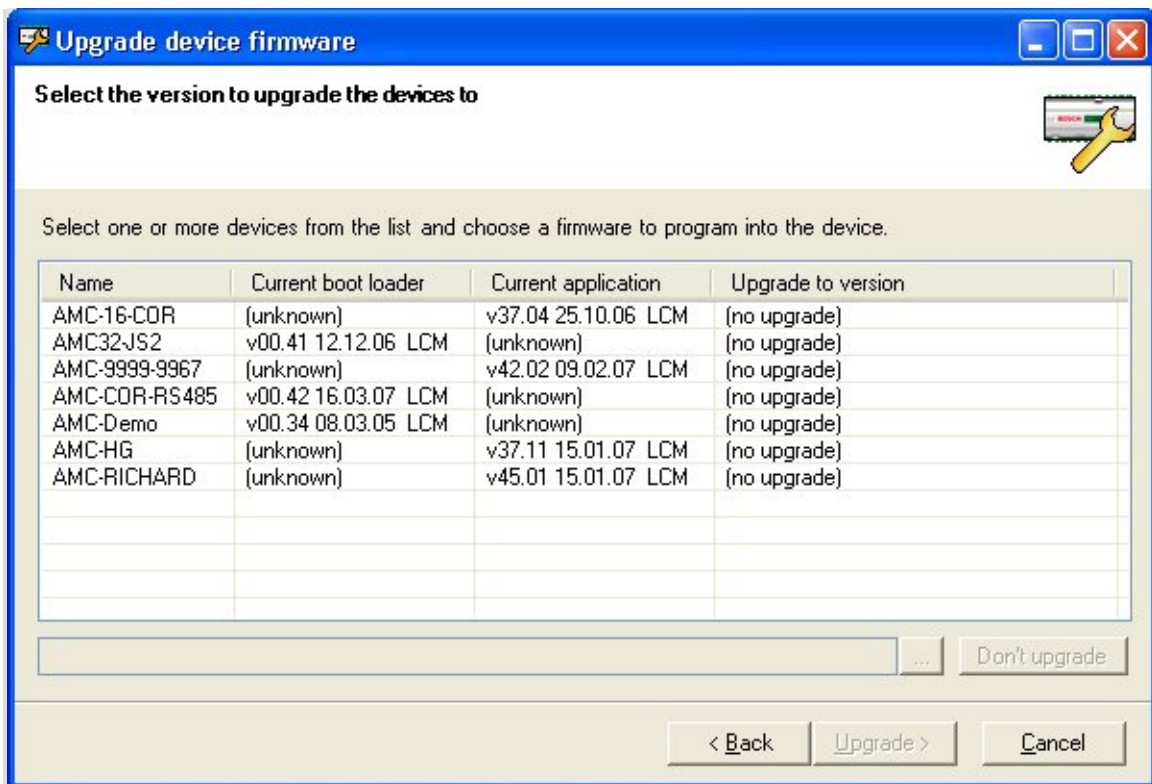 Upgrade device firmware
Select the version to upgrade the devices to
BOSCH
Select one or more devices from the list and choose a firmware to program into the device.
Name Current boot loader Current application Upgrade to version
AMC-16-COR (unknown) v37.04 25.10.06 LCM (no upgrade)
AMC32-JS2 v00.41 12.12.06 LCM (unknown) (no upgrade)
AMC-9999-9967 (unknown) v42.02 09.02.07 LCM (no upgrade)
AMC-COR-RS485 v00.42 16.03.07 LCM (unknown) (no upgrade)
AMC-Demo v00.34 08.03.05 LCM (unknown) (no upgrade)
AMC-HG (unknown) v37.11 15.01.07 LCM (no upgrade)
AMC-RICHARD (unknown) v45.01 15.01.07 LCM (no upgrade)
... Don't upgrade
< Back Upgrade > Cancel